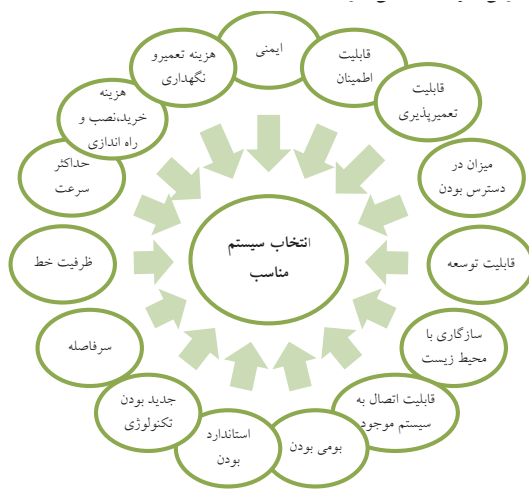 ایمنی
قابلیت
اطمینان
قابلیت
تعمیرپذیری
میزان در
دسترس بودن
قابلیت توسعه
سازگاری با
محیط زیست
قابلیت اتصال به
سیستم موجود
بومی بودن
استاندارد
بودن
جدید بودن
تکنولوژی
سرفاصله
ظرفیت خط
حداکثر
سرعت
هزینه
خرید،نصب و
راه اندازی
هزینه تعمیرو
نگهداری
انتخاب سیستم
مناسب